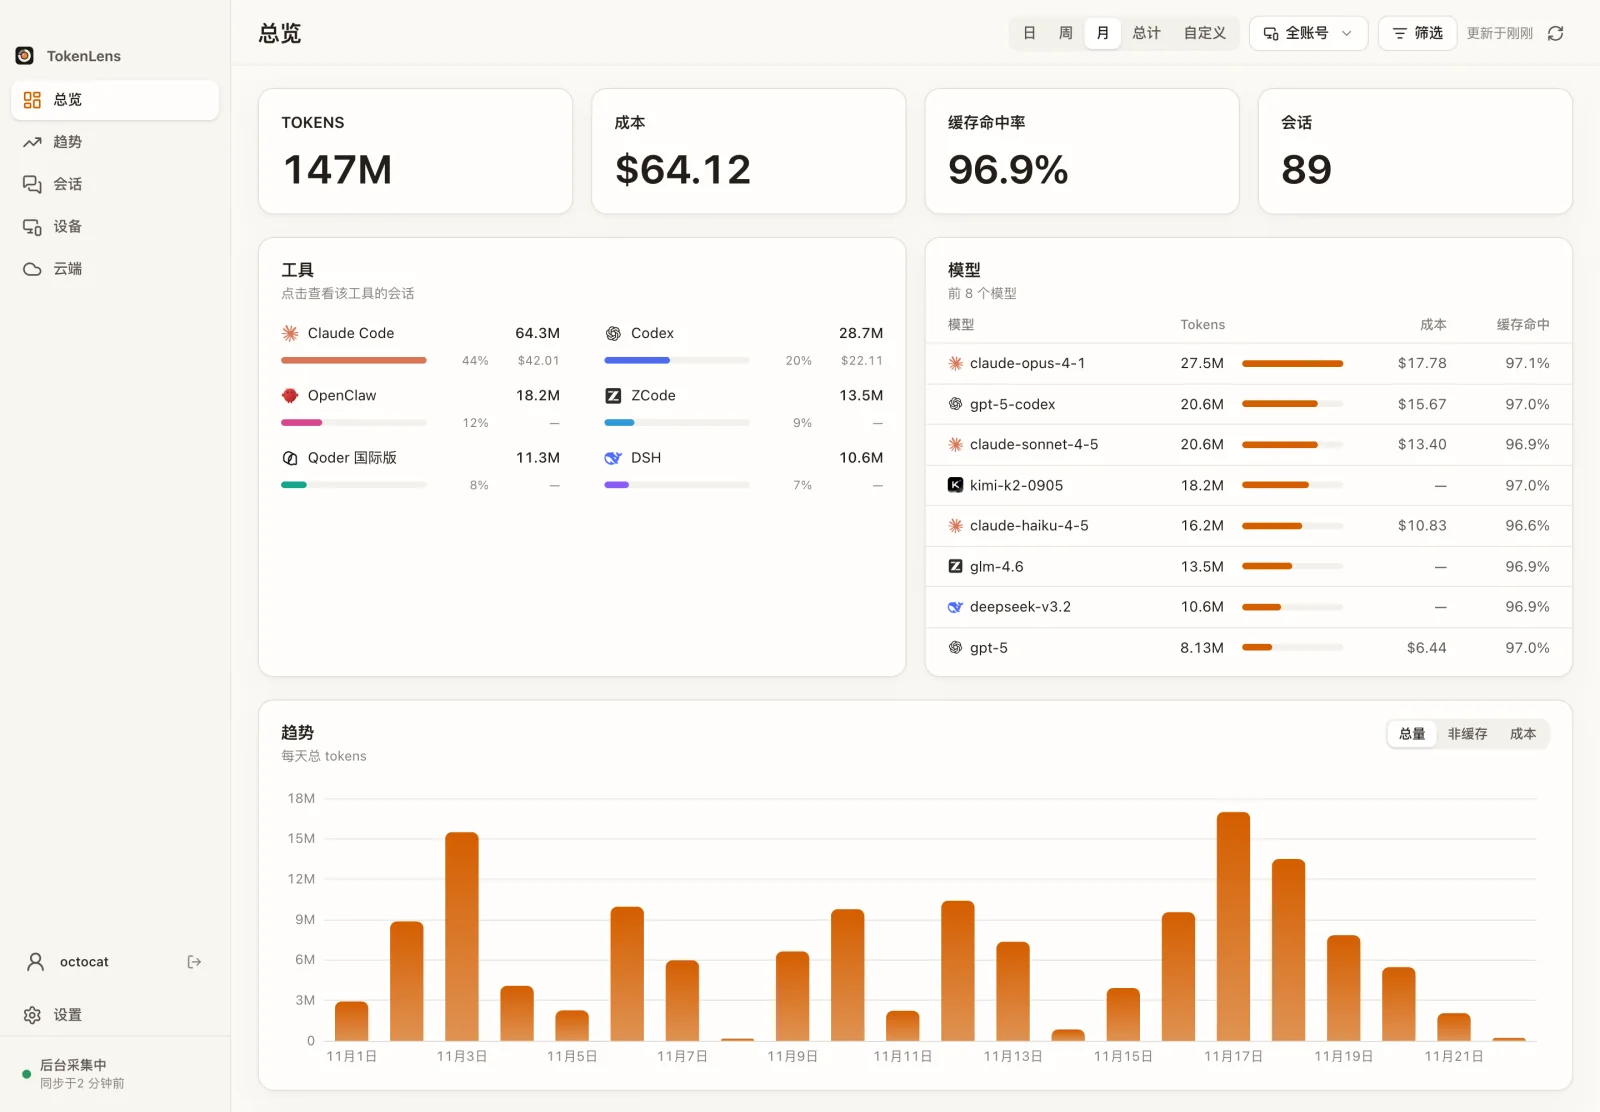 TokenLens
总览
趋势
会话
设备
云端
octocat
设置
后台采集中
同步于2 分钟前
总览
日 周 月 总计 自定义 全账号 筛选 更新于刚刚
TOKENS
147M
成本
$64.12
缓存命中率
96.9%
会话
89
工具
点击查看该工具的会话
Claude Code 64.3M
44% $42.01
Codex 28.7M
20% $22.11
OpenClaw 18.2M
12% —
ZCode 13.5M
9% —
Qoder 国际版 11.3M
8% —
DSH 10.6M
7% —
模型
前 8 个模型
模型 Tokens 成本 缓存命中
claude-opus-4-1 27.5M $17.78 97.1%
gpt-5-codex 20.6M $15.67 97.0%
claude-sonnet-4-5 20.6M $13.40 96.9%
kimi-k2-0905 18.2M — 97.0%
claude-haiku-4-5 16.2M $10.83 96.6%
glm-4.6 13.5M — 96.9%
deepseek-v3.2 10.6M — 96.9%
gpt-5 8.13M $6.44 97.0%
趋势
每天总 tokens
总量 非缓存 成本
18M
15M
12M
9M
6M
3M
0
11月1日 11月3日 11月5日 11月7日 11月9日 11月11日 11月13日 11月15日 11月17日 11月19日 11月21日